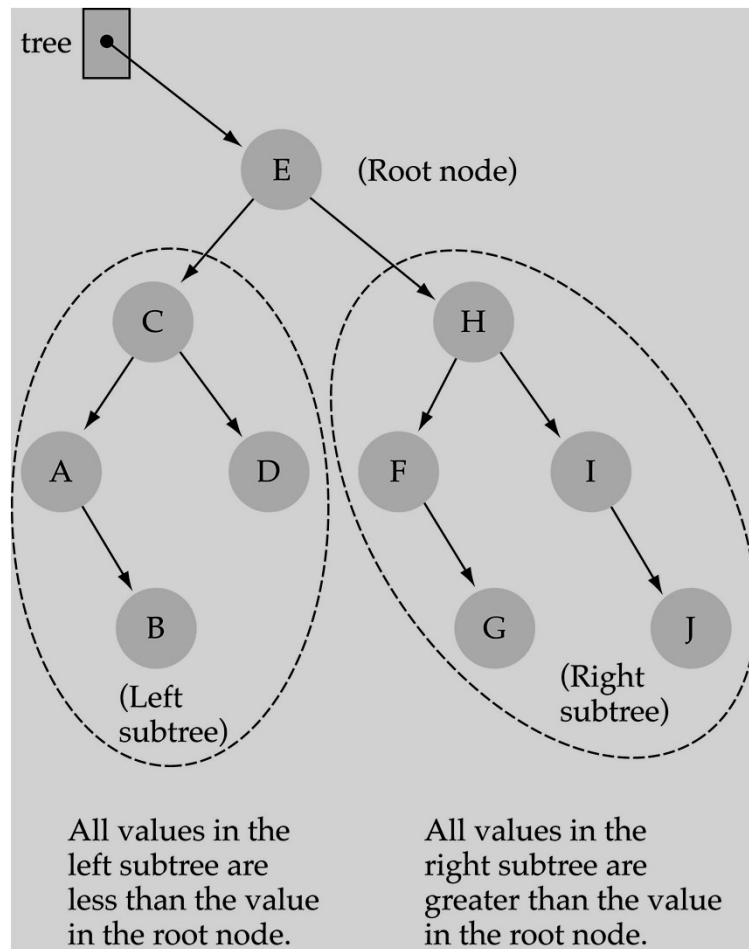 tree
E (Root node)
C H
A D F I
B G J
(Left
subtree)
(Right
subtree)
All values in the
left subtree are
less than the value
in the root node.
All values in the
right subtree are
greater than the value
in the root node.